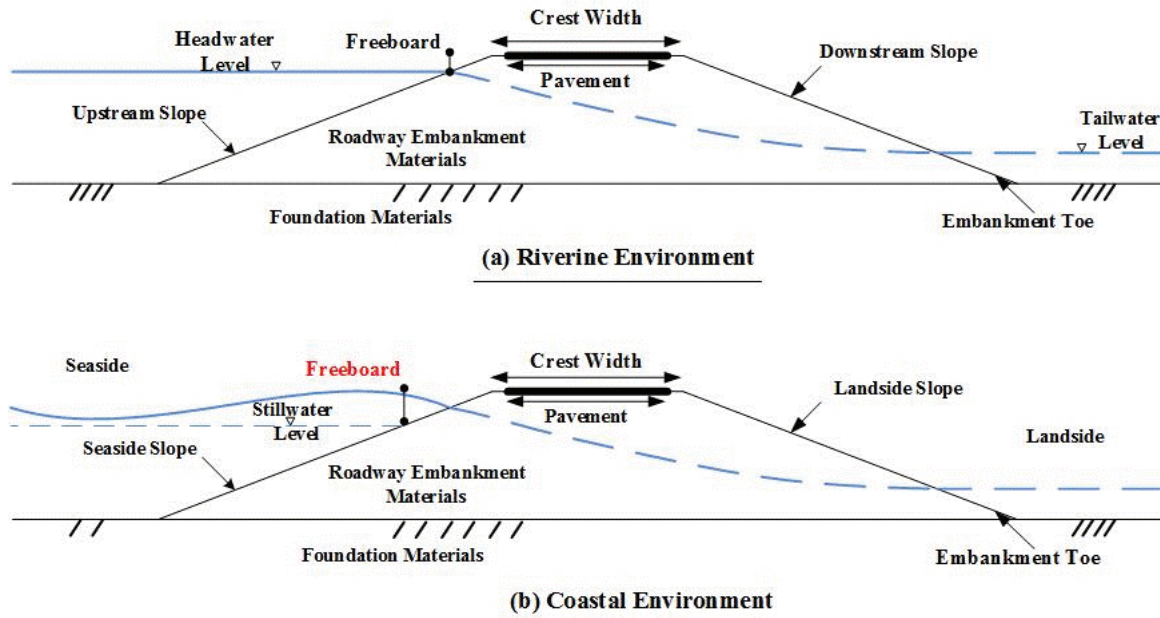 Crest Width
Headwater
Level
Freeboard
Downstream Slope
Pavement
Upstream Slope
Tailwater
Level
Roadway Embankment
Materials
Foundation Materials
Embankment Toe
(a) Riverine Environment
Seaside
Freeboard
Crest Width
Landside Slope
Stillwater
Level
Pavement
Landside
Seaside Slope
Roadway Embankment
Materials
Foundation Materials
Embankment Toe
(b) Coastal Environment